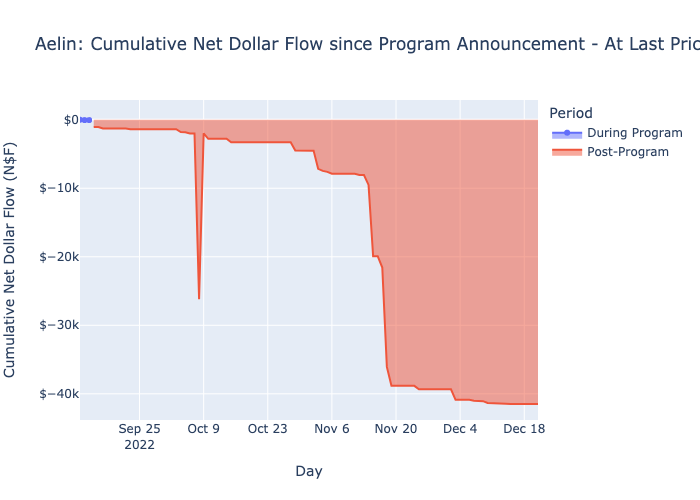 Aelin: Cumulative Net Dollar Flow since Program Announcement - At Last Pric
Cumulative Net Dollar Flow (N$F)
$0
$−10k
$−20k
$−30k
$−40k
Sep 25
2022
Oct 9
Oct 23
Nov 6
Nov 20
Dec 4
Dec 18
Day
Period
During Program
Post-Program